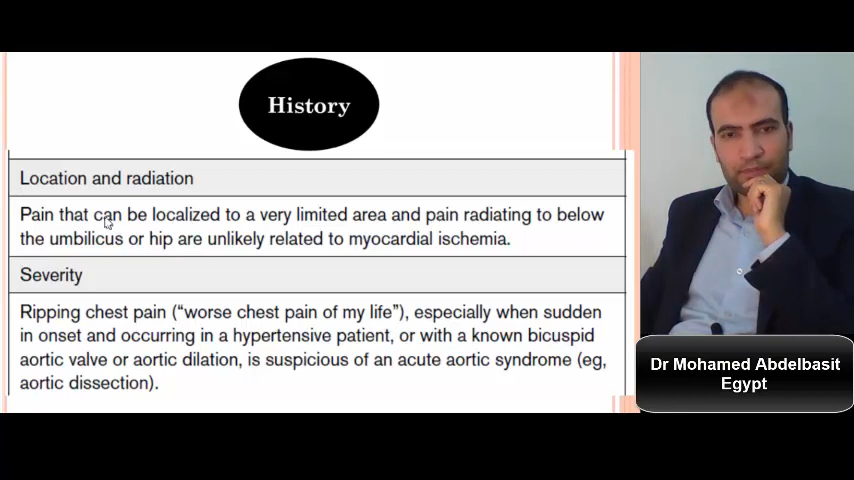 History
Location and radiation
Pain that can be localized to a very limited area and pain radiating to below
the umbilicus or hip are unlikely related to myocardial ischemia.
Severity
Ripping chest pain (“worse chest pain of my life”), especially when sudden
in onset and occurring in a hypertensive patient, or with a known bicuspid
aortic valve or aortic dilation, is suspicious of an acute aortic syndrome (eg,
aortic dissection).
Dr Mohamed Abdelbasit
Egypt